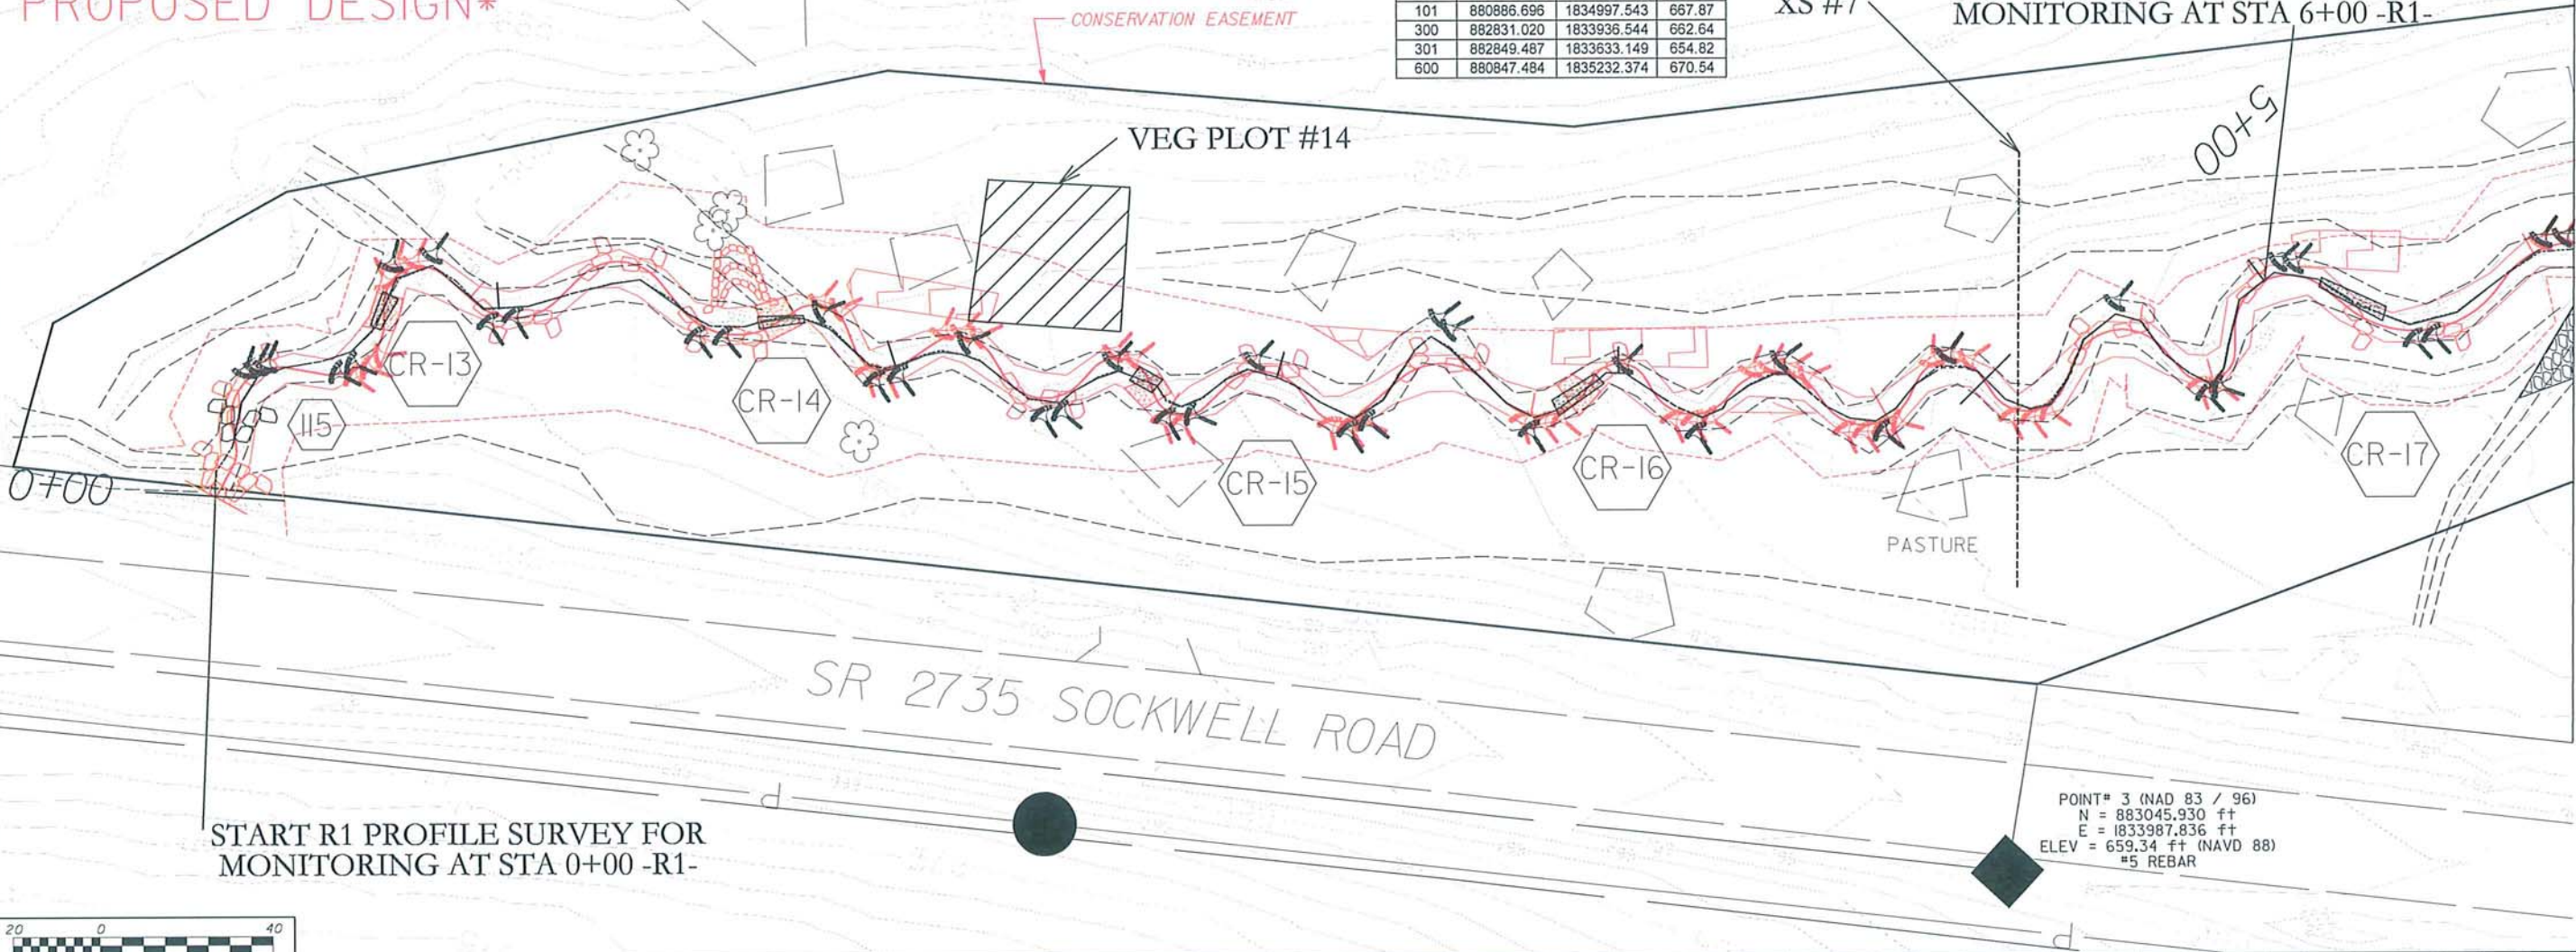 PROPOSED DESIGN*
CONSERVATION EASEMENT
101 880886.696 1834997.543 667.87
300 882831.020 1833936.544 662.64
301 882849.487 1833633.149 654.82
600 880847.484 1835232.374 670.54
XS #7
MONITORING AT STA 6+00 -R1-
VEG PLOT #14
5+00
CR-13
115
CR-14
CR-15
CR-16
CR-17
0+00
PASTURE
SR 2735 SOCKWELL ROAD
P
START R1 PROFILE SURVEY FOR
MONITORING AT STA 0+00 -R1-
POINT# 3 (NAD 83 / 96)
N = 883045.930 ft
E = 1833987.836 ft
ELEV = 659.34 ft (NAVD 88)
#5 REBAR
P
20 0 40